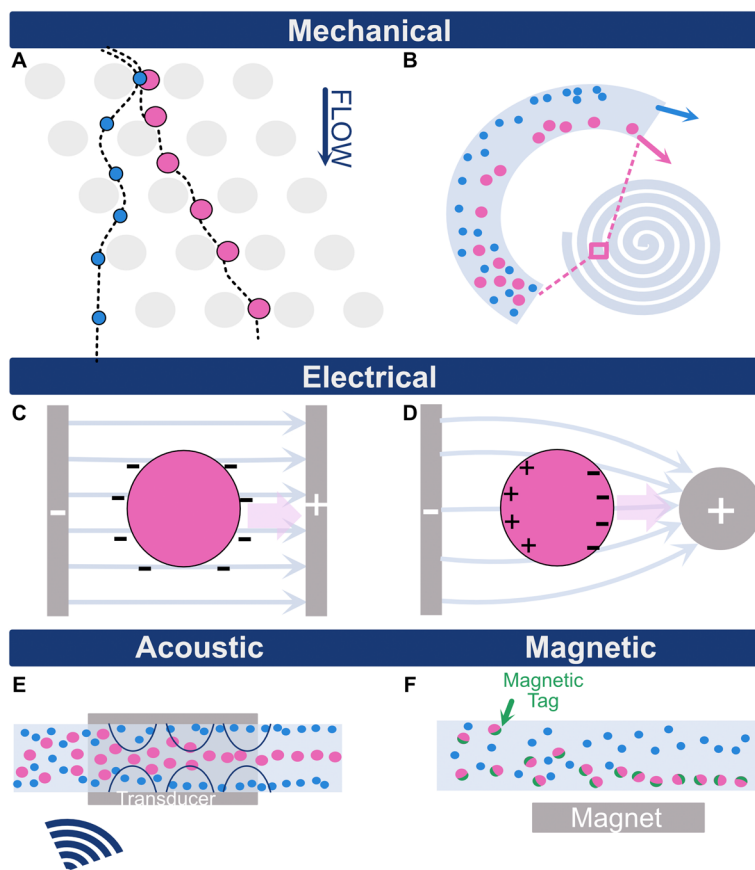 Mechanical
A
B
FLOW
Electrical
C
D
-
+
-
+
+
+
+
+
-
-
-
-
-
-
-
-
-
-
-
-
Acoustic
Magnetic
E
F
Magnetic
Tag
Transducer
Magnet